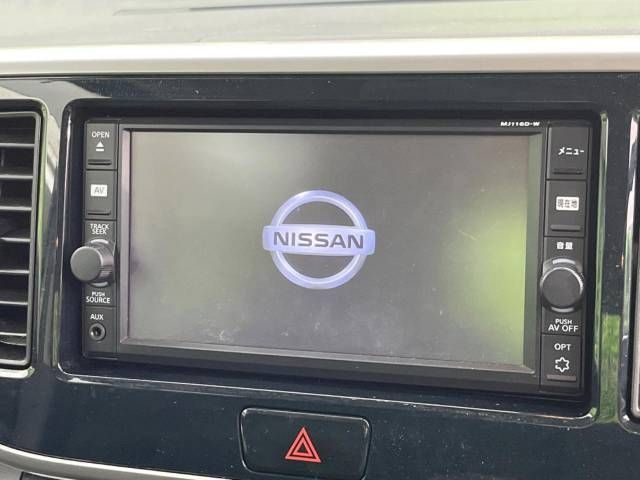 MJ116D-W
OPEN
AV
TRACK
SEEK
PUSH
SOURCE
AUX
NISSAN
メニュー
現在地
音量
PUSH
AV OFF
OPT